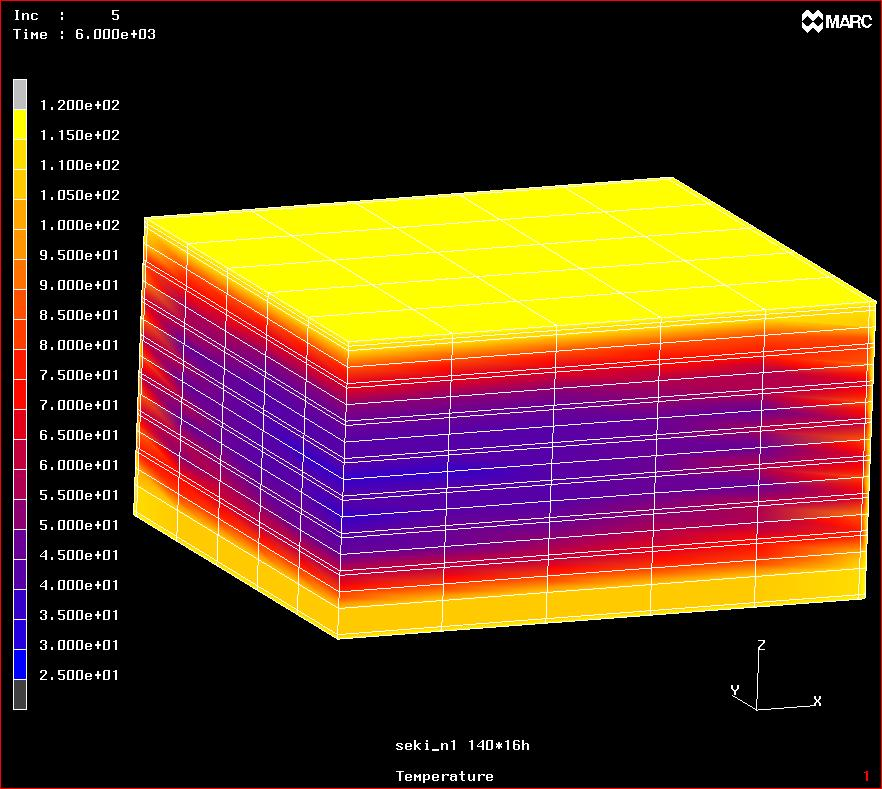 Inc : 5
Time : 6.000e+03
MARC
1.200e+02
1.150e+02
1.100e+02
1.050e+02
1.000e+02
9.500e+01
9.000e+01
8.500e+01
8.000e+01
7.500e+01
7.000e+01
6.500e+01
6.000e+01
5.500e+01
5.000e+01
4.500e+01
4.000e+01
3.500e+01
3.000e+01
2.500e+01
Z
Y
X
seki_n1 140*16h
Temperature
1